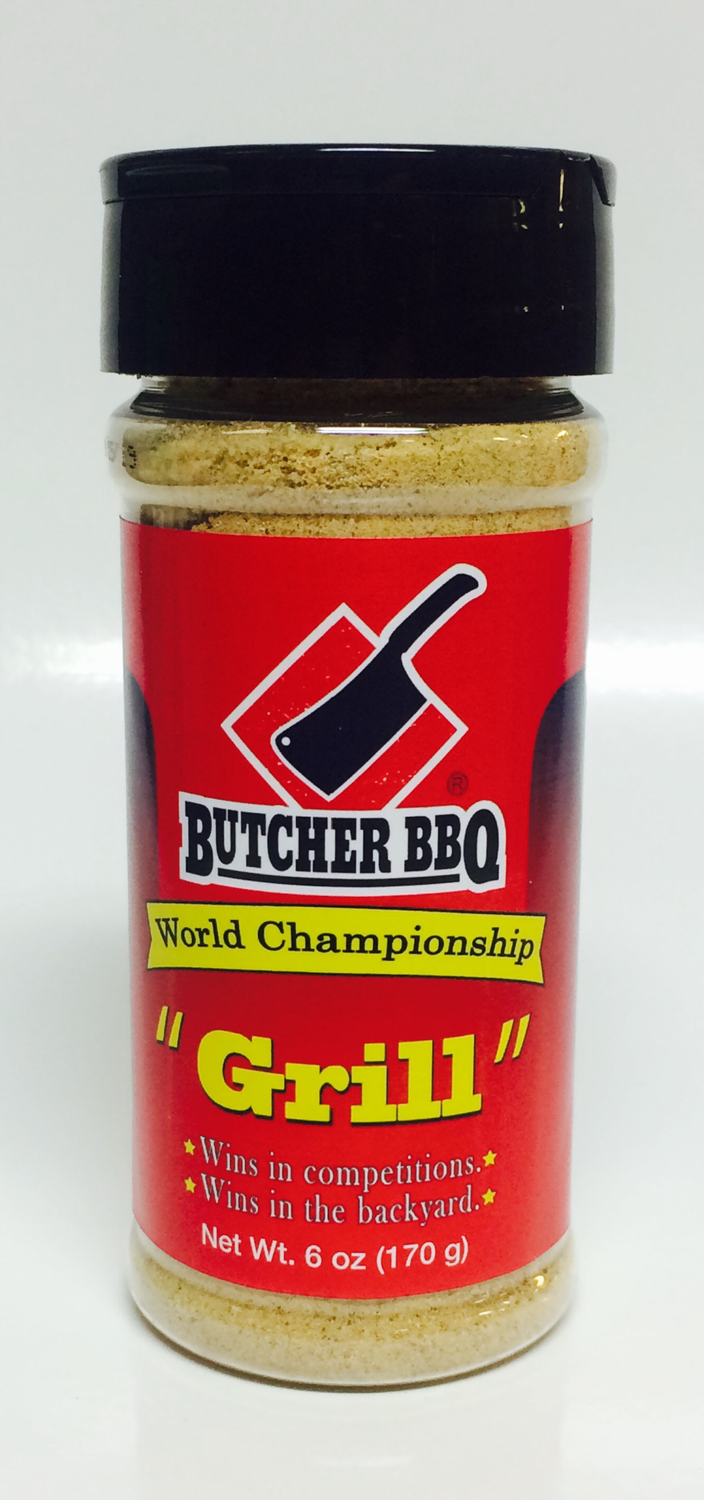 ®
BUTCHER BBQ
World Championship
"Grill"
Wins in competitions.
Wins in the backyard.
Net Wt. 6 oz (170 g)